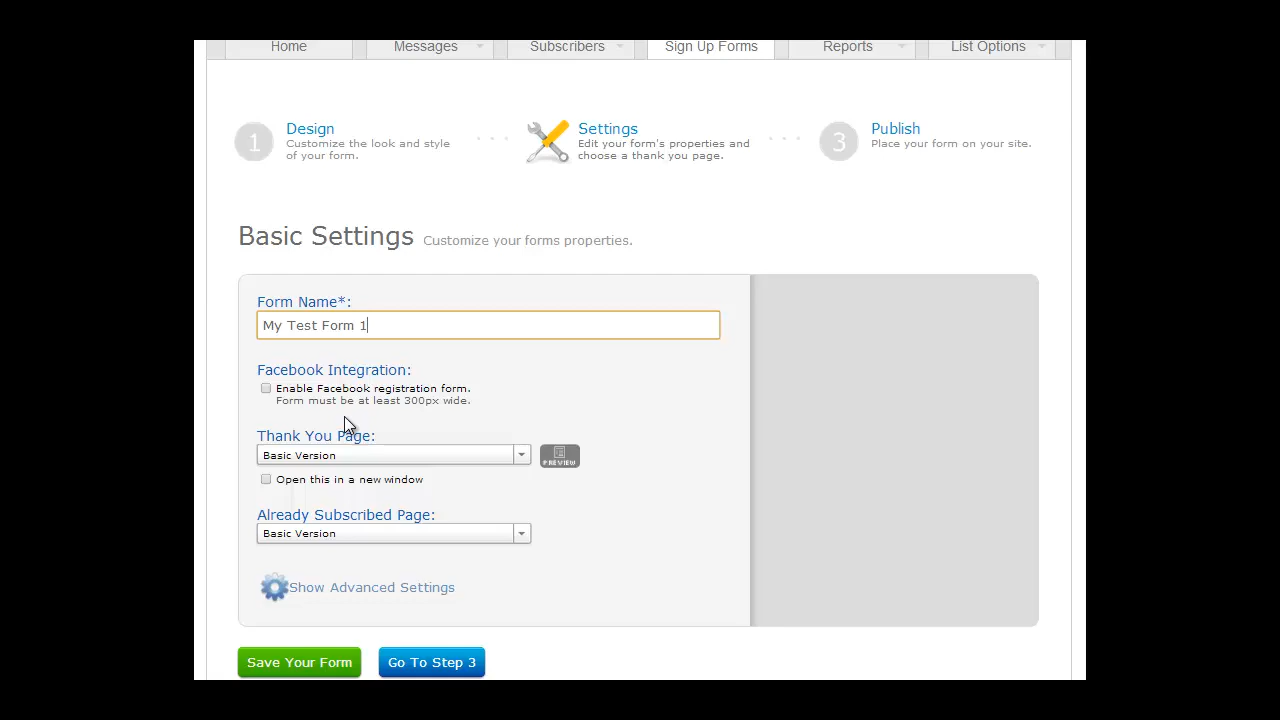 Home Messages Subscribers Sign Up Forms Reports List Options
1 Design Settings 3 Publish
Customize the look and style Edit your form's properties and Place your form on your site.
of your form. choose a thank you page.
Basic Settings Customize your forms properties.
Form Name*:
My Test Form 1
Facebook Integration:
Enable Facebook registration form.
Form must be at least 300px wide.
Thank You Page:
Basic Version PREVIEW
Open this in a new window
Already Subscribed Page:
Basic Version
Show Advanced Settings
Save Your Form Go To Step 3